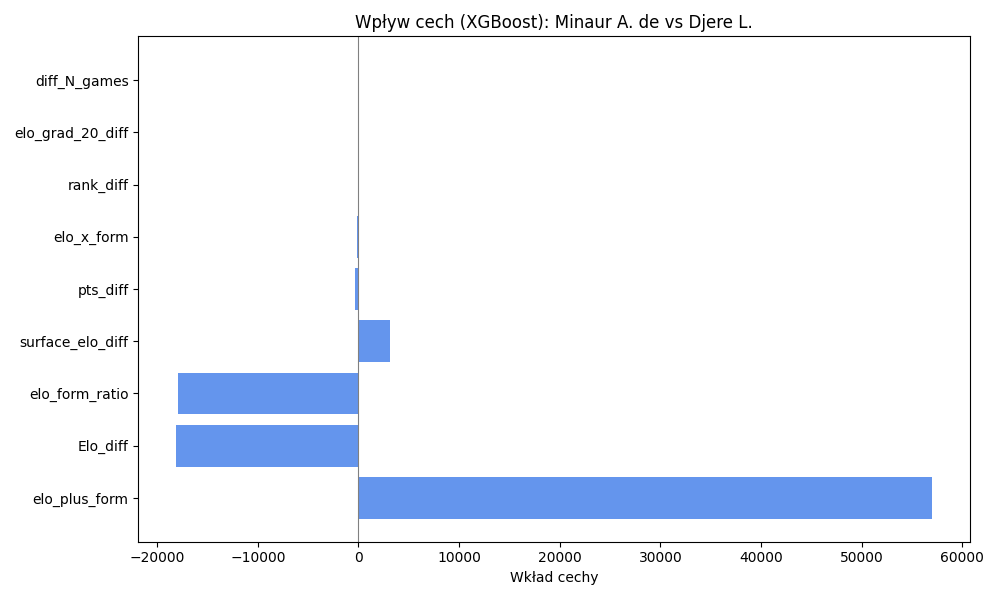 Wpływ cech (XGBoost): Minaur A. de vs Djere L.
diff_N_games
elo_grad_20_diff
rank_diff
elo_x_form
pts_diff
surface_elo_diff
elo_form_ratio
Elo_diff
elo_plus_form
−20000 −10000 0 10000 20000 30000 40000 50000 60000
Wkład cechy